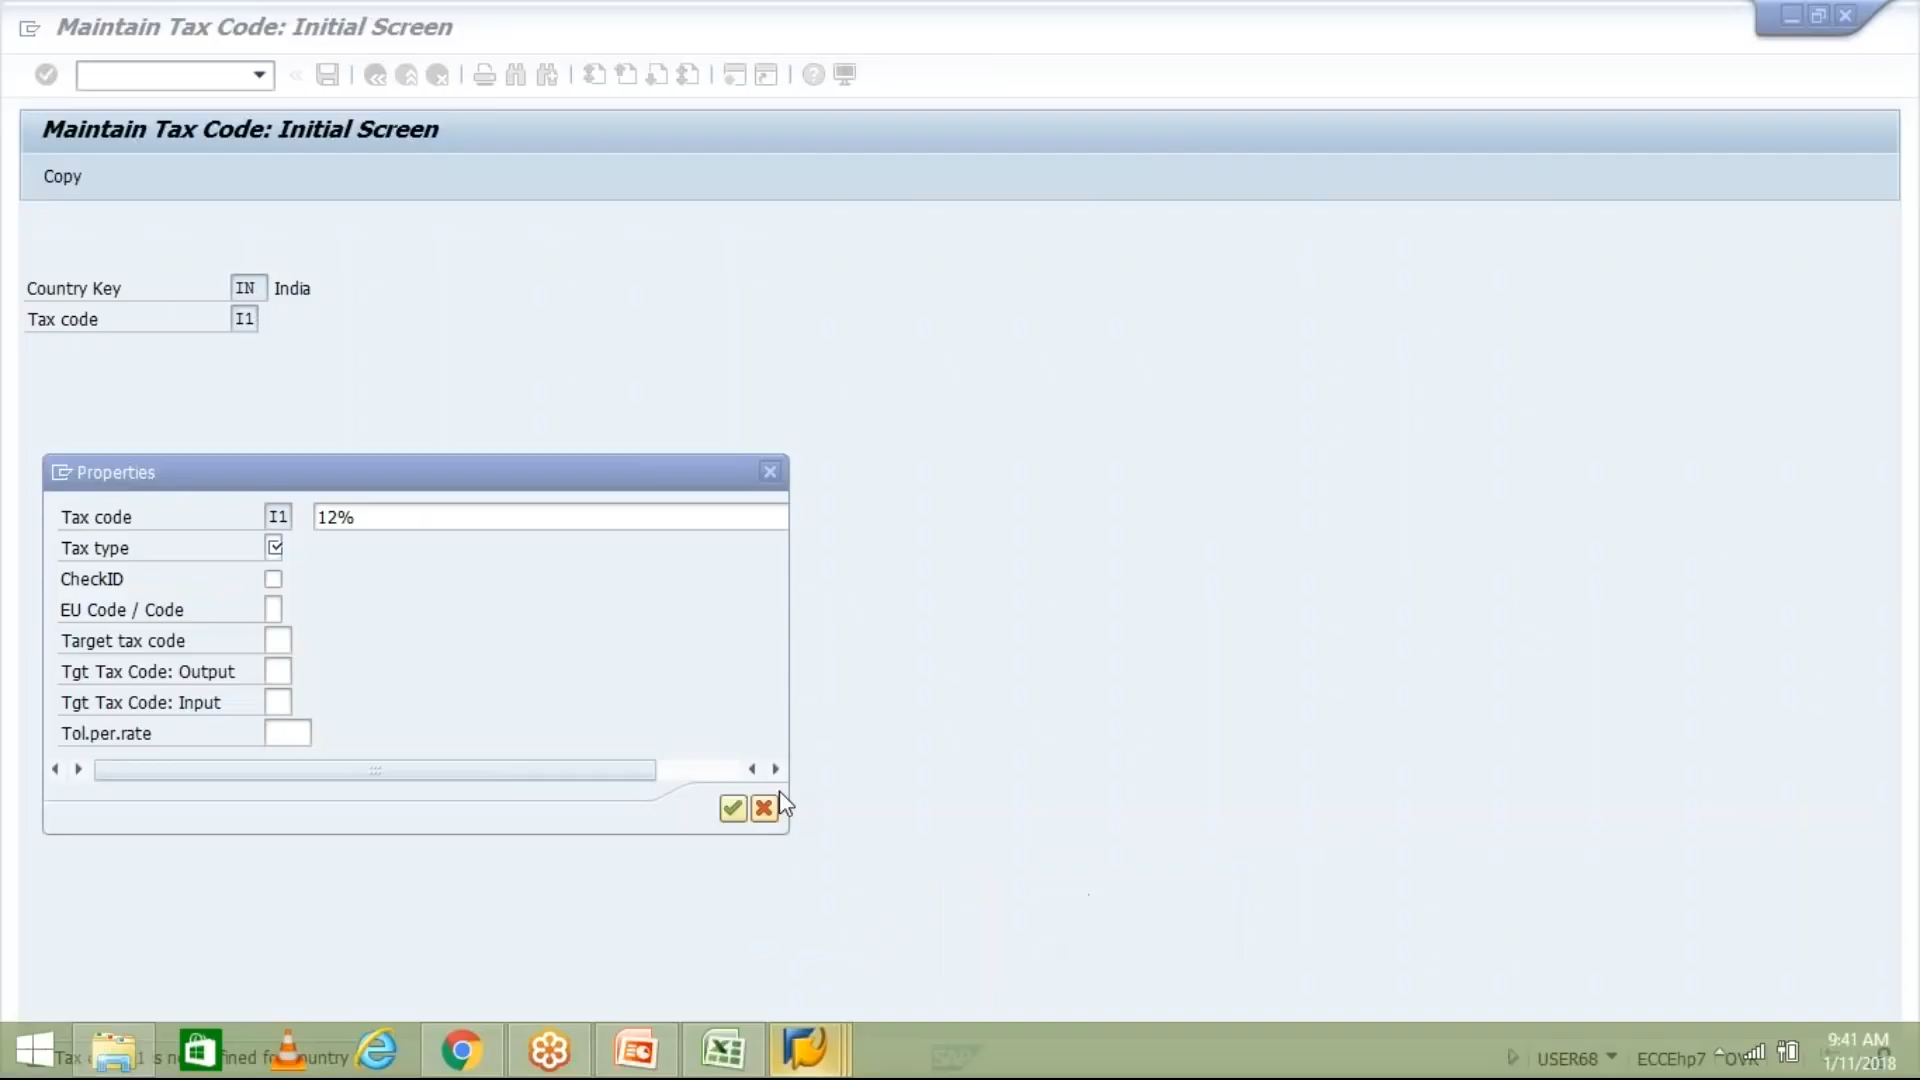 Maintain Tax Code: Initial Screen
Maintain Tax Code: Initial Screen
Copy
Country Key IN India
Tax code I1
Properties
Tax code I1 12%
Tax type
CheckID
EU Code / Code
Target tax code
Tgt Tax Code: Output
Tgt Tax Code: Input
Tol.per.rate
9:41 AM
Tax
USER68 ECCEhp7 OVR
1/11/2018